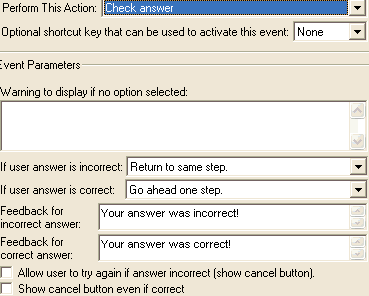 Perform This Action: Check answer
Optional shortcut key that can be used to activate this event: None
Event Parameters
Warning to display if no option selected:
If user answer is incorrect: Return to same step.
If user answer is correct: Go ahead one step.
Feedback for incorrect answer: Your answer was incorrect!
Feedback for correct answer: Your answer was correct!
Allow user to try again if answer incorrect (show cancel button).
Show cancel button even if correct